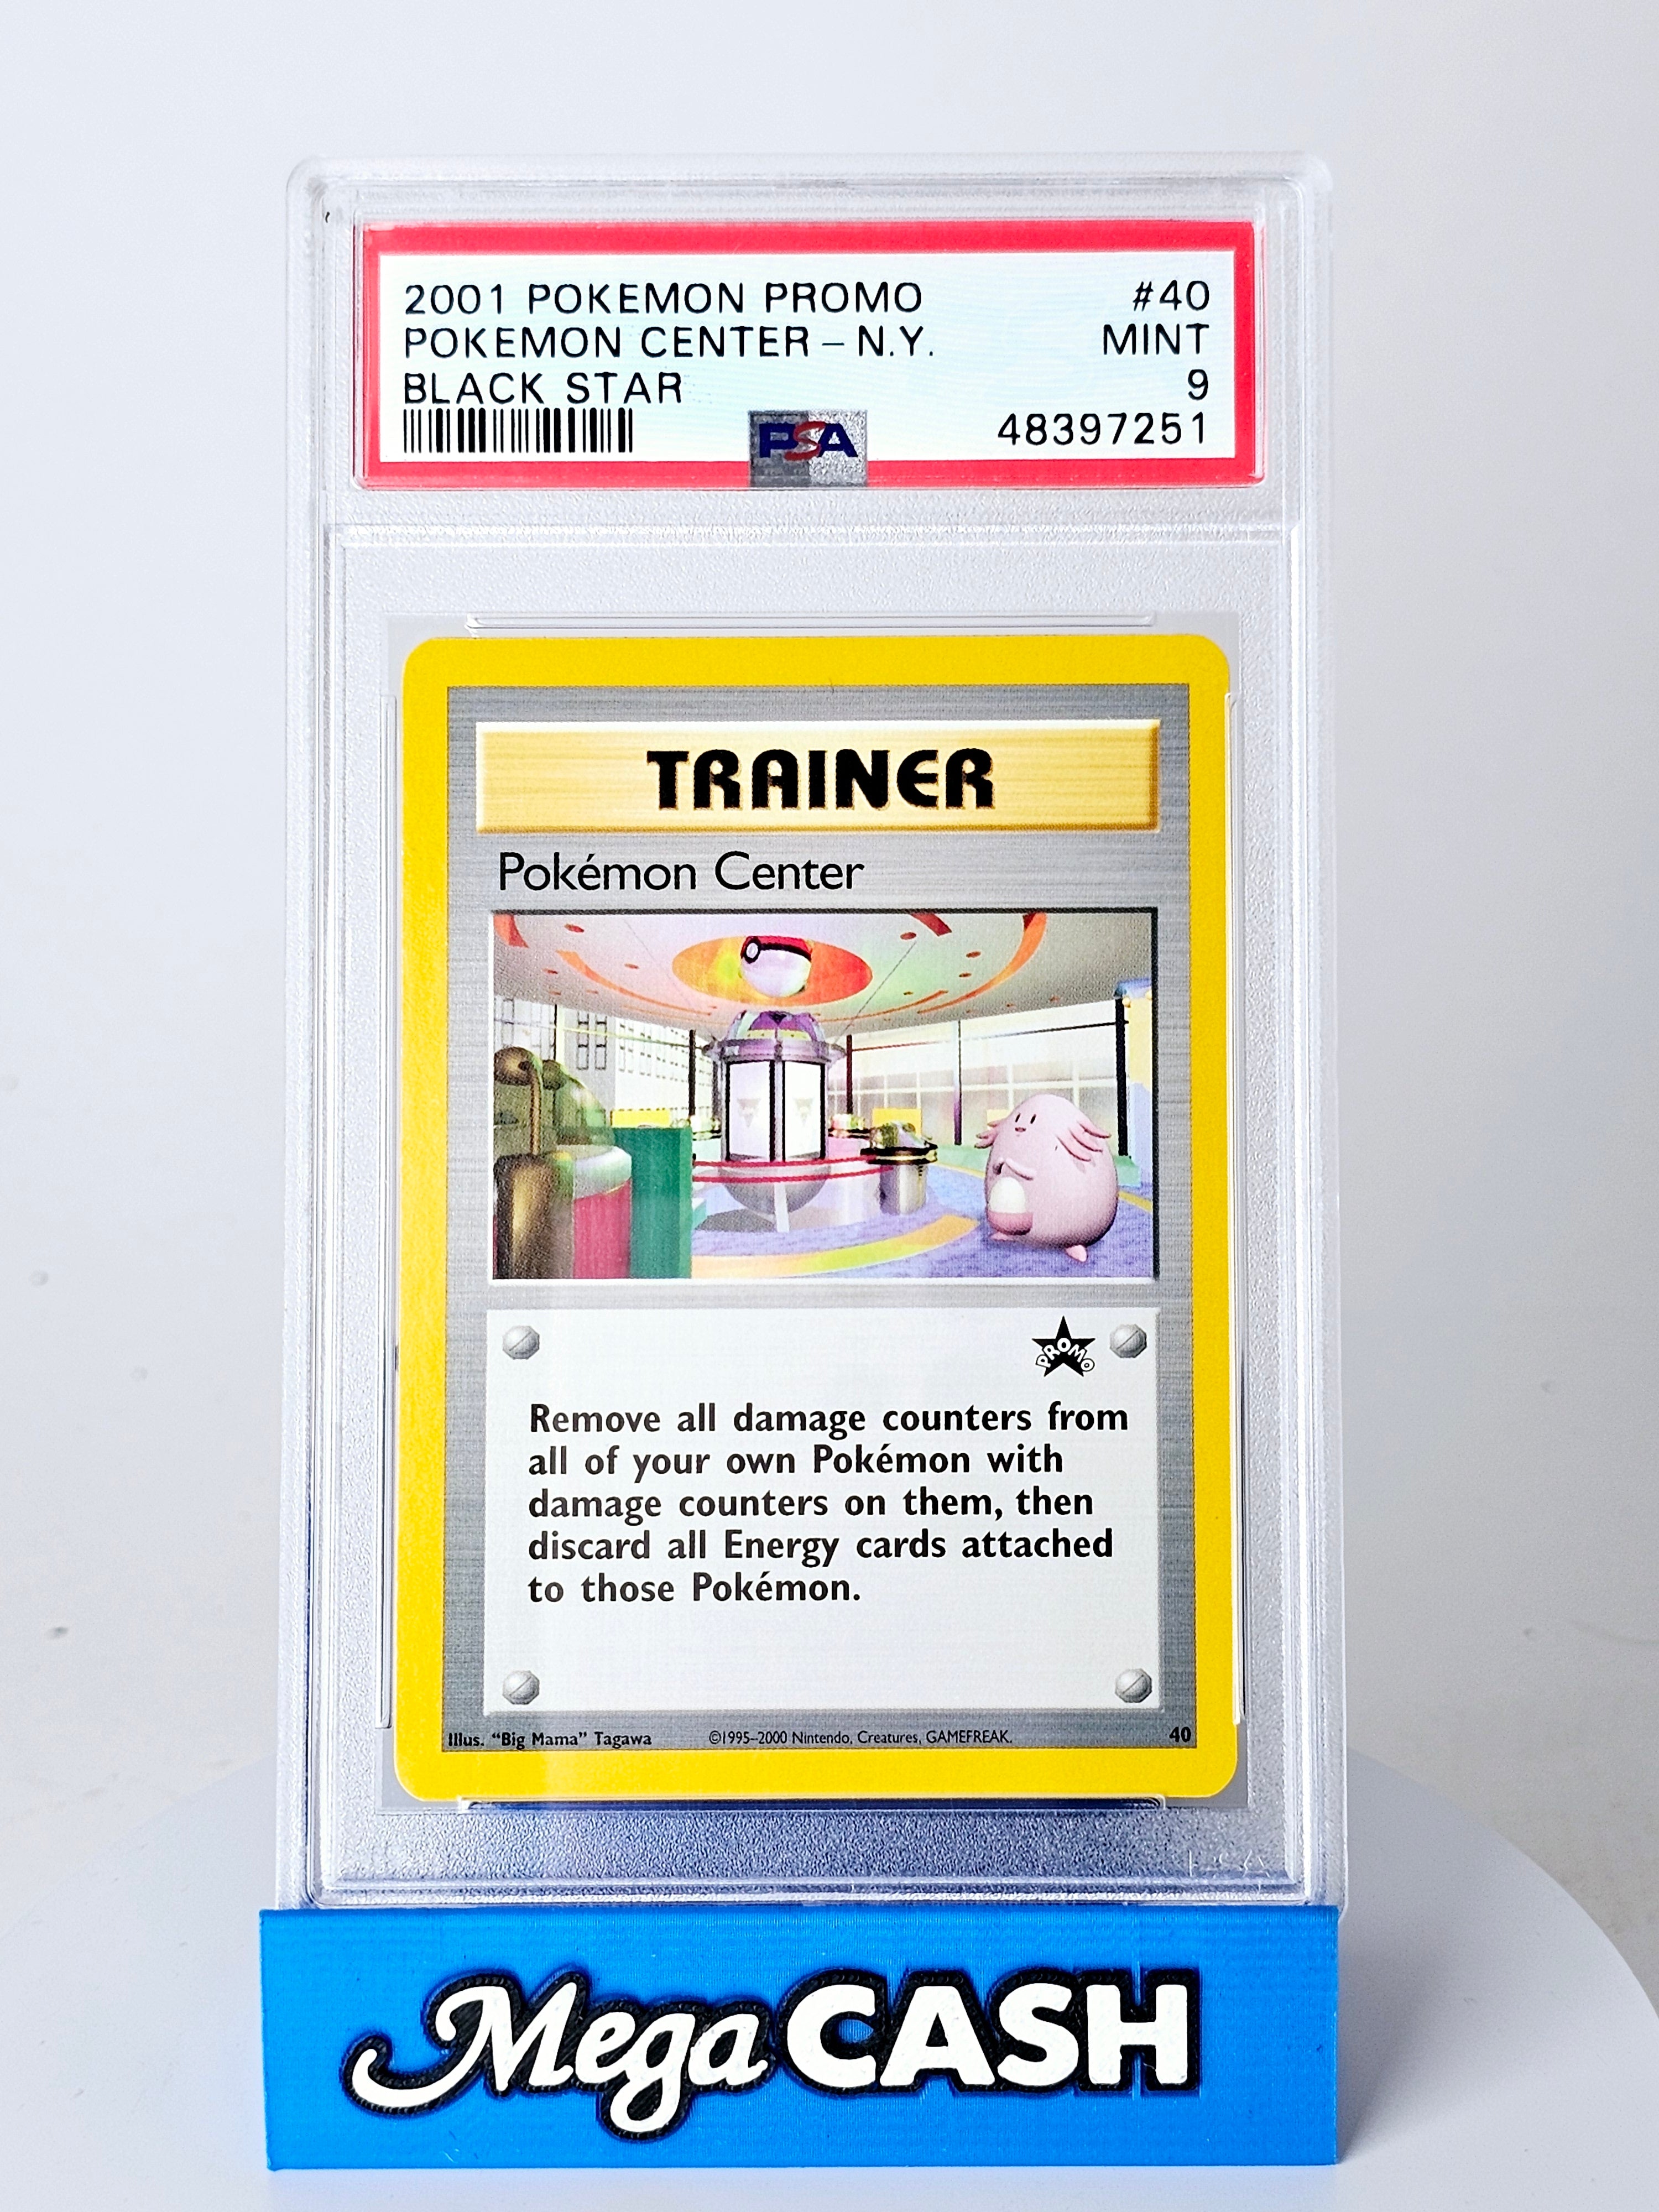 2001 POKEMON PROMO #40
POKEMON CENTER-N.Y. MINT
BLACK STAR 9
PSA 48397251
TRAINER
Pokémon Center
PROMO
Remove all damage counters from
all of your own Pokémon with
damage counters on them, then
discard all Energy cards attached
to those Pokémon.
Illus. "Big Mama" Tagawa ©1995–2000 Nintendo, Creatures, GAMEFREAK. 40
PSA
MegaCASH